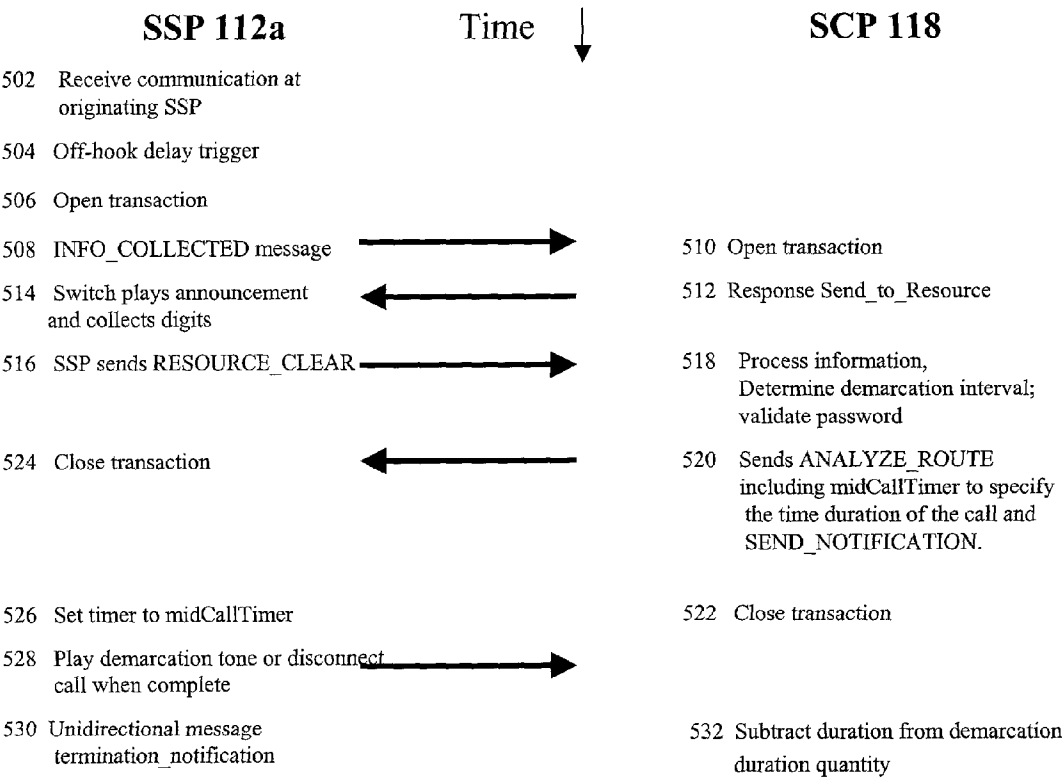 SSP 112a Time SCP 118
502 Receive communication at
originating SSP
504 Off-hook delay trigger
506 Open transaction
508 INFO_COLLECTED message
510 Open transaction
514 Switch plays announcement
and collects digits
512 Response Send_to_Resource
516 SSP sends RESOURCE_CLEAR
518 Process information,
Determine demarcation interval;
validate password
524 Close transaction
520 Sends ANALYZE_ROUTE
including midCallTimer to specify
the time duration of the call and
SEND_NOTIFICATION.
526 Set timer to midCallTimer
522 Close transaction
528 Play demarcation tone or disconnect
call when complete
530 Unidirectional message
termination_notification
532 Subtract duration from demarcation
duration quantity